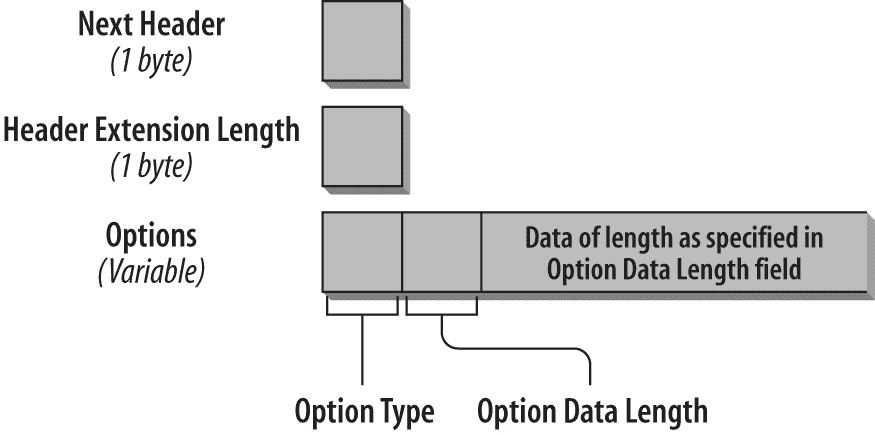 Next Header
(1 byte)
Header Extension Length
(1 byte)
Options
(Variable)
Data of length as specified in
Option Data Length field
Option Type
Option Data Length